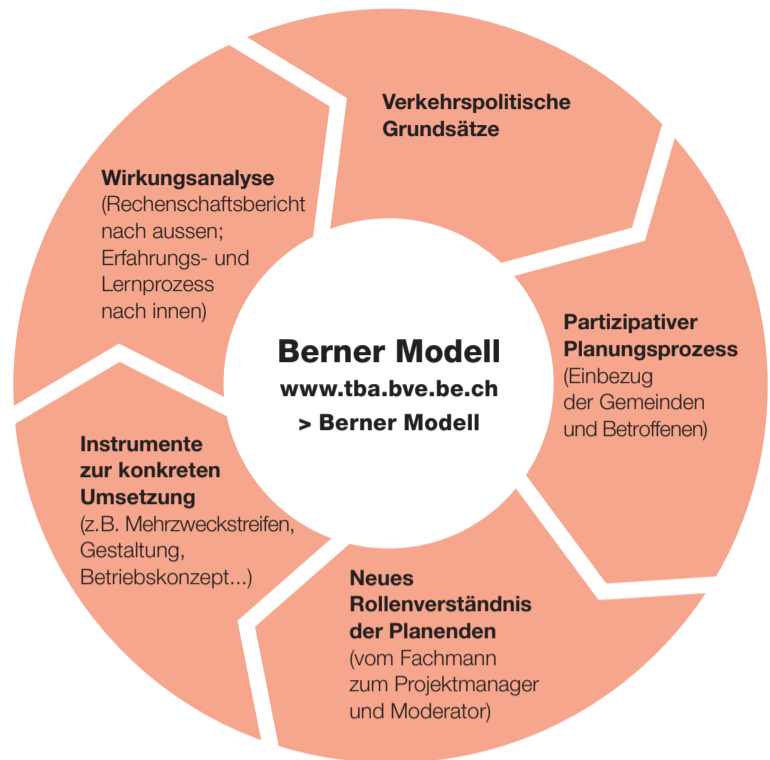 Verkehrspolitische
Grundsätze
Partizipativer
Planungsprozess
(Einbezug
der Gemeinden
und Betroffenen)
Neues
Rollenverständnis
der Planenden
(vom Fachmann
zum Projektmanager
und Moderator)
Instrumente
zur konkreten
Umsetzung
(z.B. Mehrzweckstreifen,
Gestaltung,
Betriebskonzept...)
Wirkungsanalyse
(Rechenschaftsbericht
nach aussen;
Erfahrungs- und
Lernprozess
nach innen)
Berner Modell
www.tba.bve.be.ch
> Berner Modell